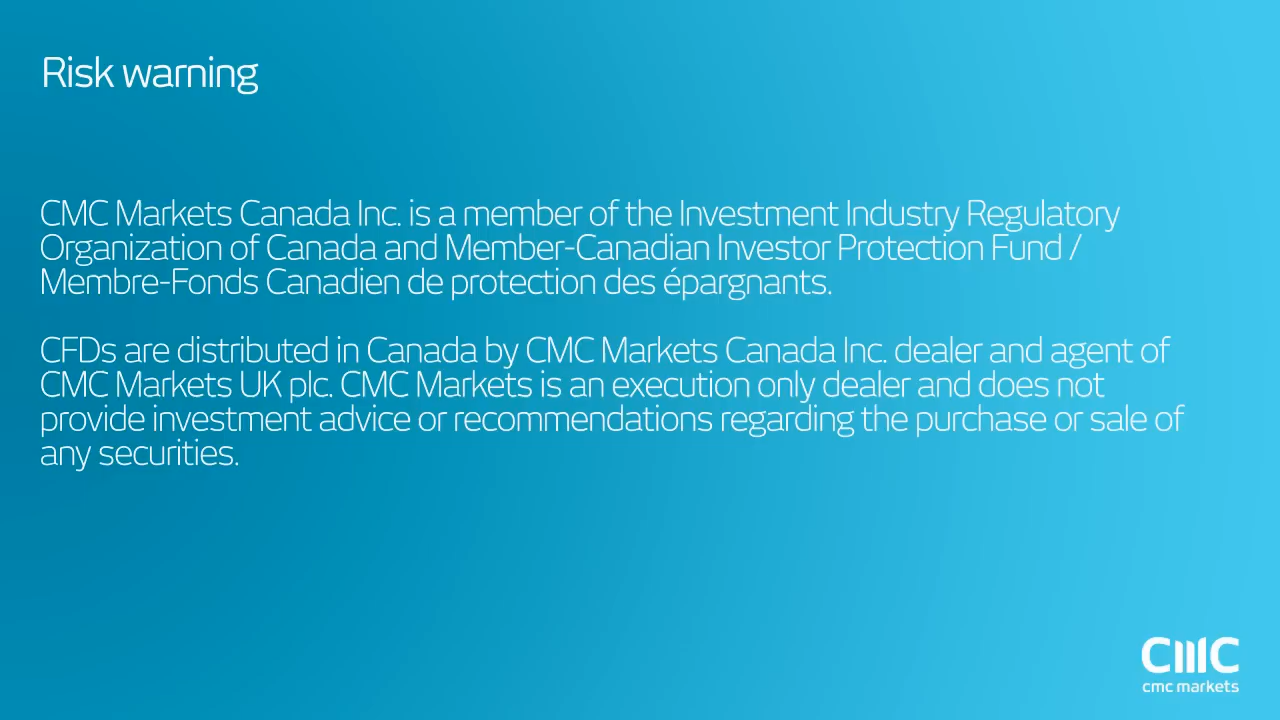 Risk warning
CMC Markets Canada Inc. is a member of the Investment Industry Regulatory
Organization of Canada and Member-Canadian Investor Protection Fund /
Membre-Fonds Canadien de protection des épargnants.
CFDs are distributed in Canada by CMC Markets Canada Inc. dealer and agent of
CMC Markets UK plc. CMC Markets is an execution only dealer and does not
provide investment advice or recommendations regarding the purchase or sale of
any securities.
CMC
cmc markets